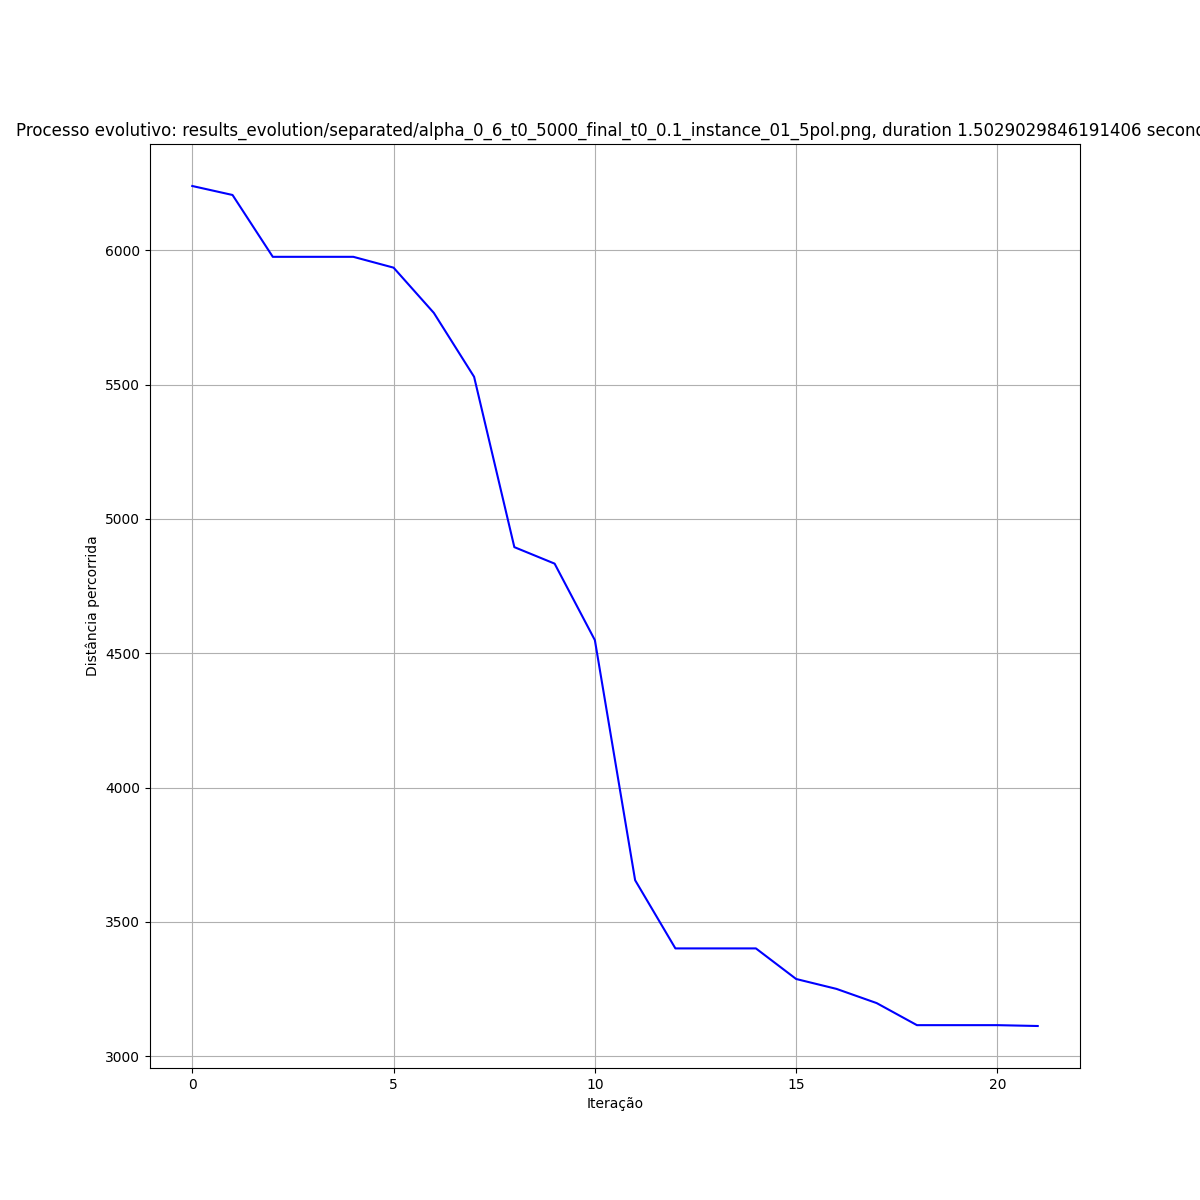 Processo evolutivo: results_evolution/separated/alpha_0_6_t0_5000_final_t0_0.1_instance_01_5pol.png, duration 1.5029029846191406
6000
5500
5000
4500
4000
3500
3000
Distância percorrida
0 5 10 15 20
Iteração